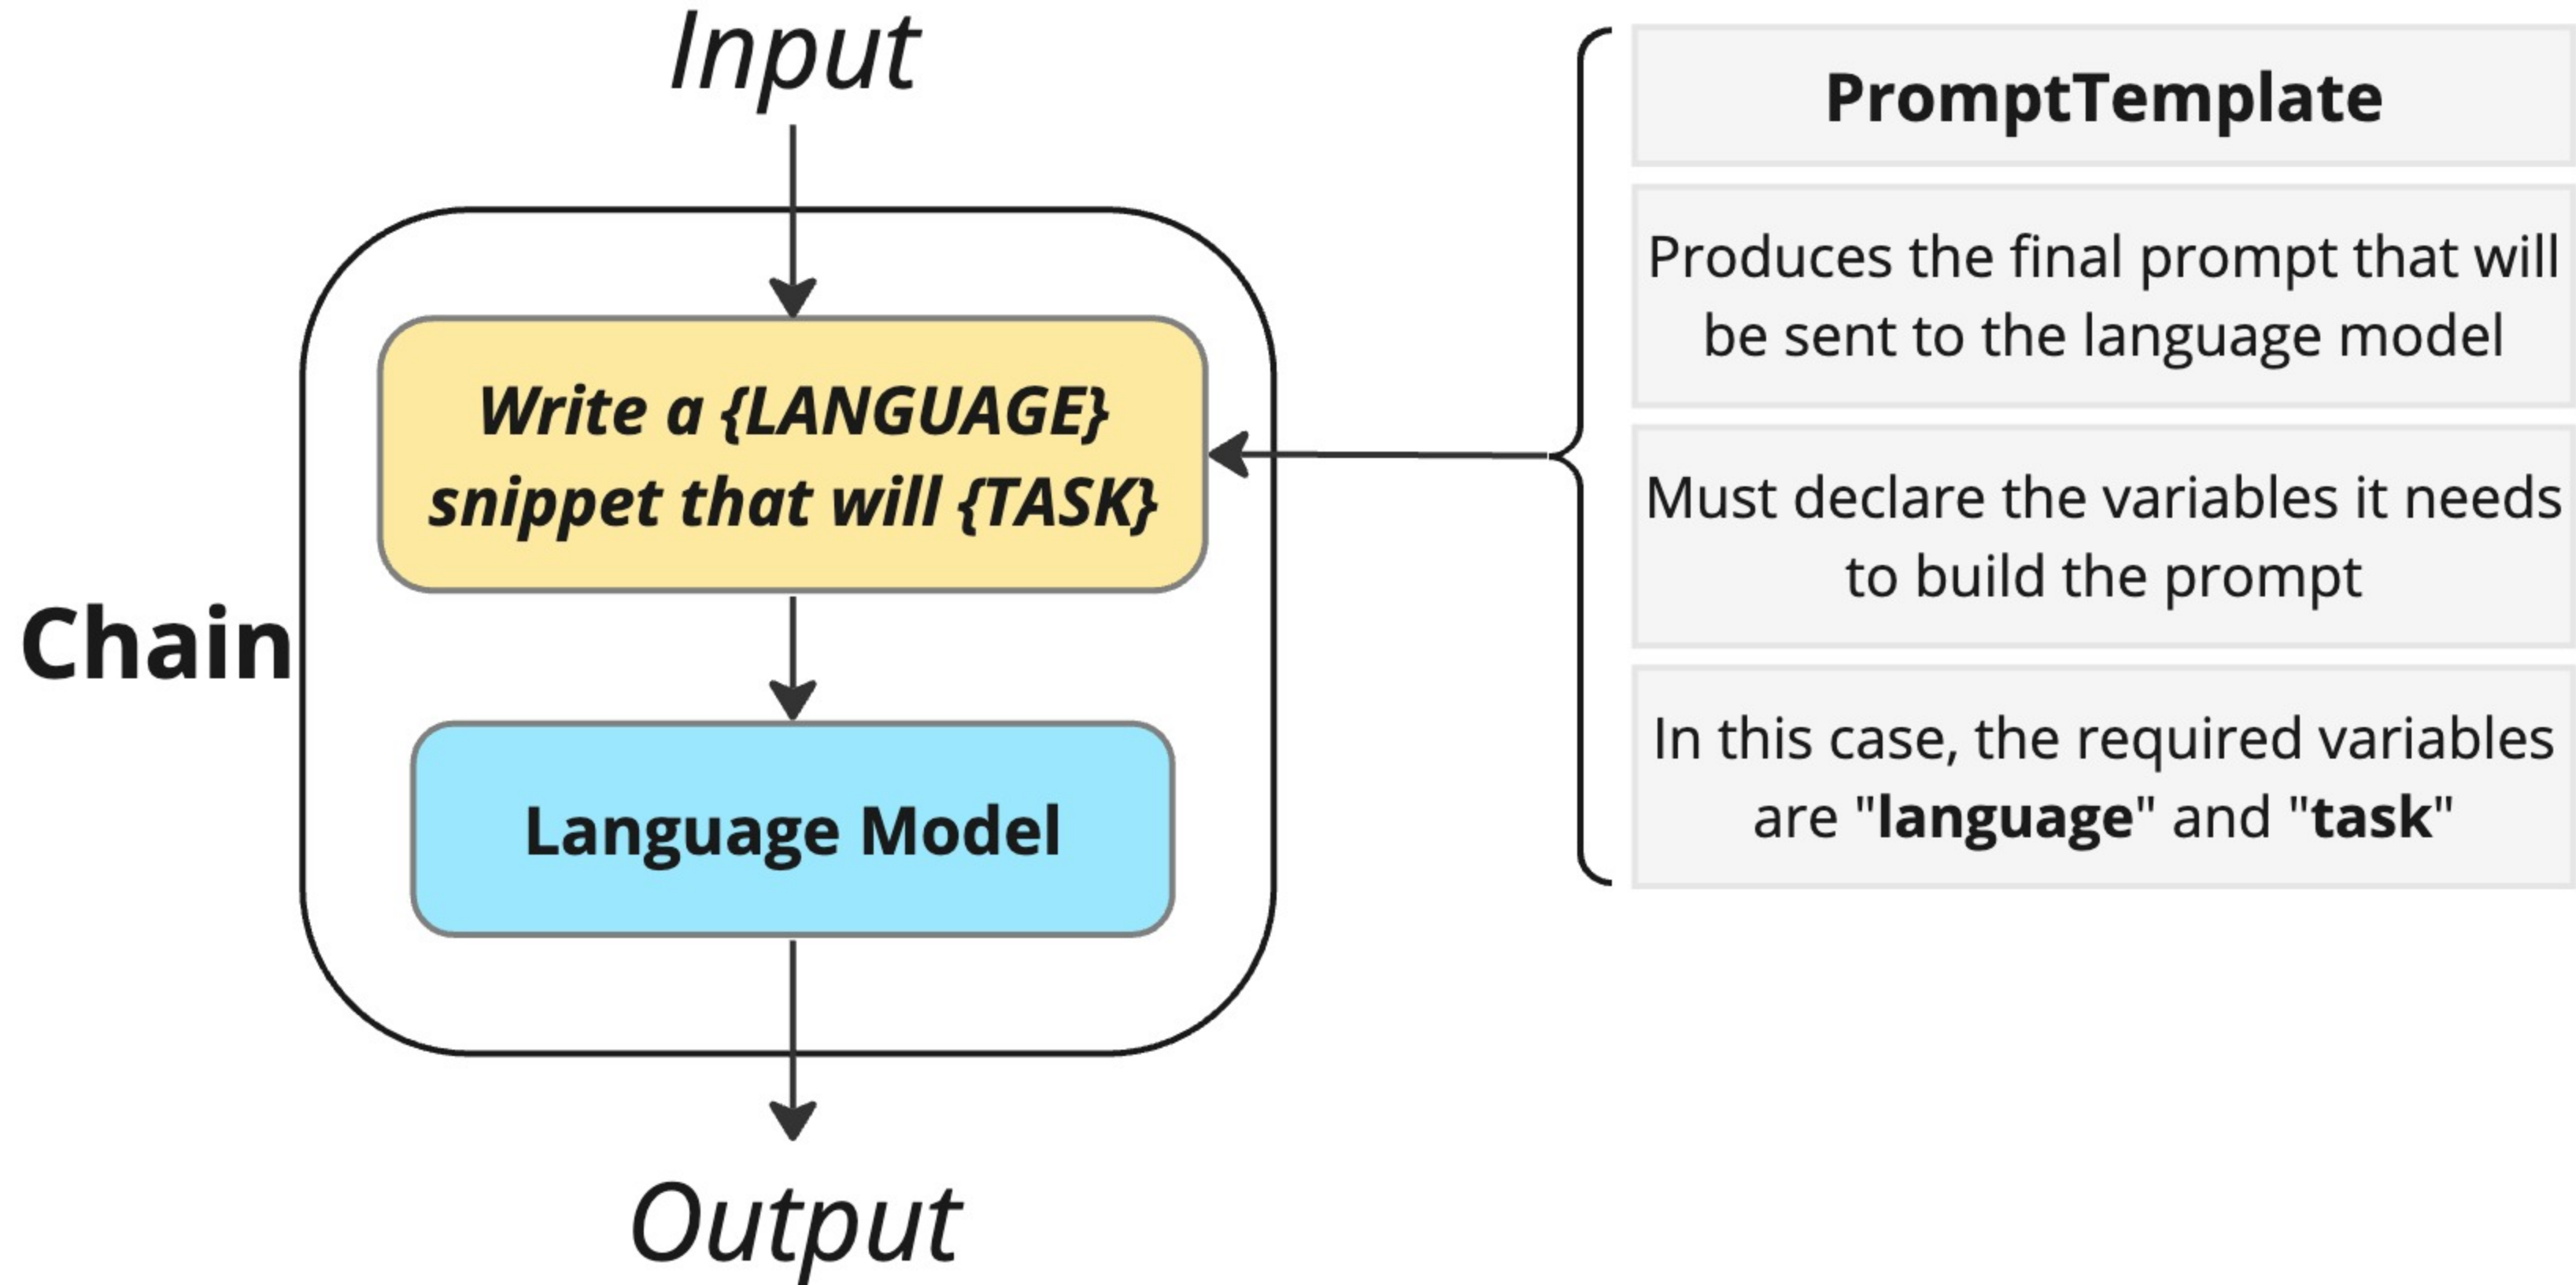 Input
Write a {LANGUAGE}
snippet that will {TASK}
Chain
Language Model
Output
PromptTemplate
Produces the final prompt that will
be sent to the language model
Must declare the variables it needs
to build the prompt
In this case, the required variables
are "language" and "task"